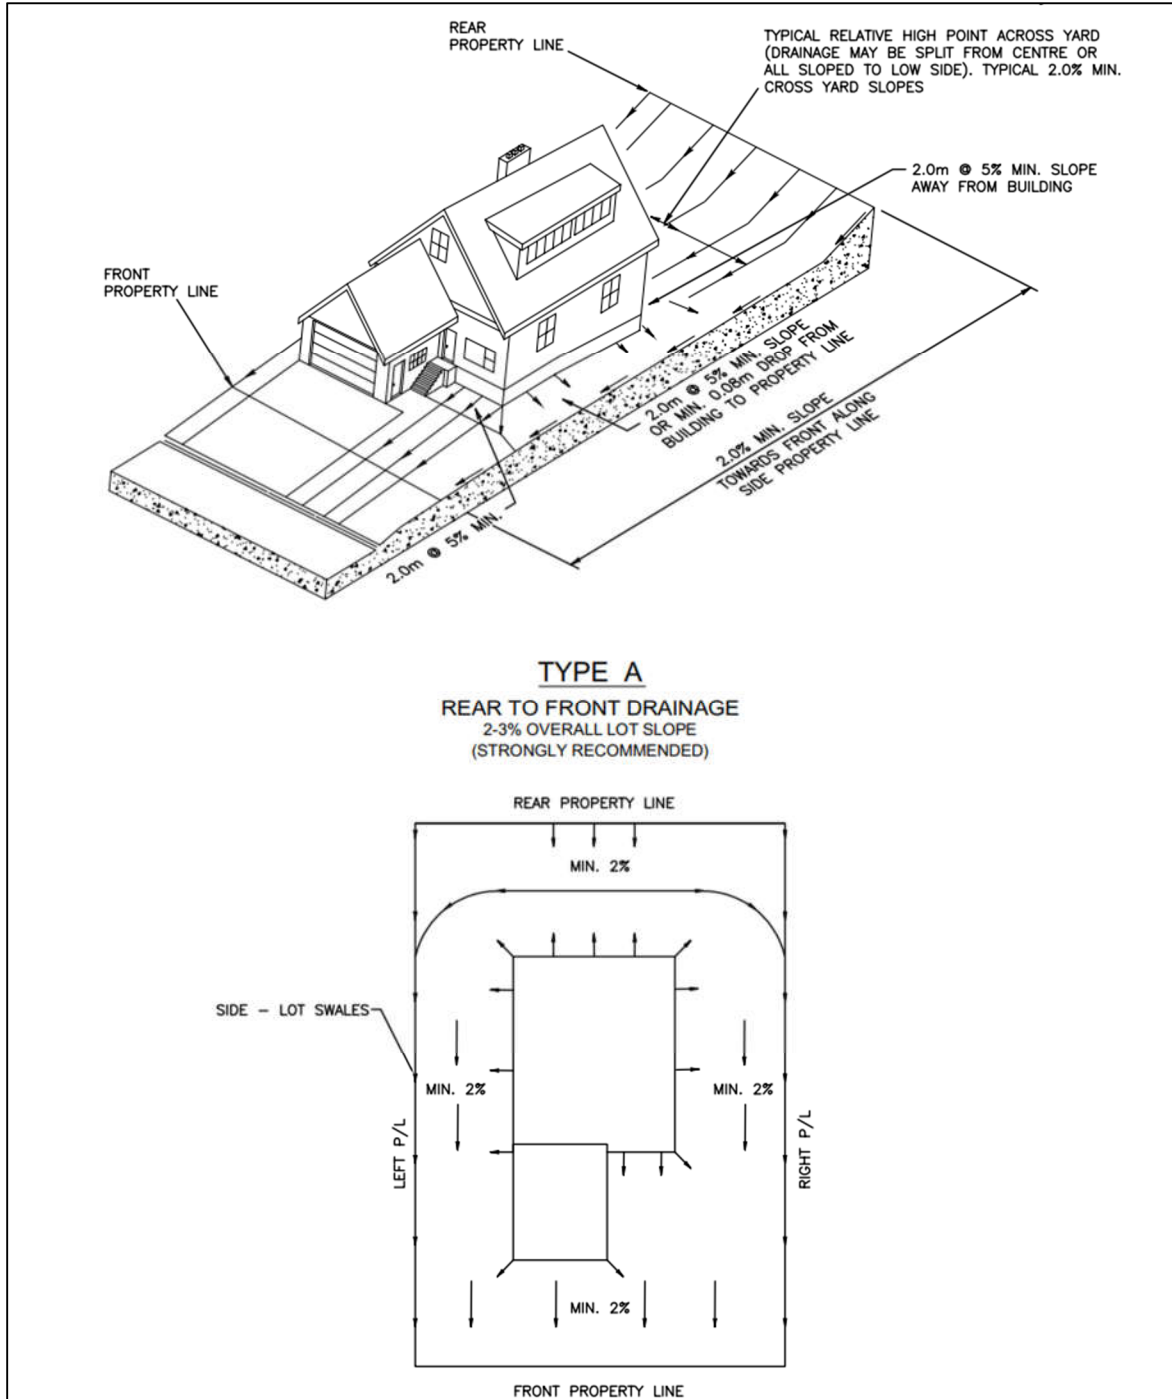 REAR
PROPERTY LINE
TYPICAL RELATIVE HIGH POINT ACROSS YARD
(DRAINAGE MAY BE SPLIT FROM CENTRE OR
ALL SLOPED TO LOW SIDE). TYPICAL 2.0% MIN.
CROSS YARD SLOPES
2.0m @ 5% MIN. SLOPE
AWAY FROM BUILDING
FRONT
PROPERTY LINE
2.0m @ 5% MIN. SLOPE
OR MIN. 0.08m DROP FROM
BUILDING TO PROPERTY LINE
2.0% MIN. SLOPE
TOWARDS FRONT ALONG
SIDE PROPERTY LINE
2.0m @ 5% MIN.
TYPE A
REAR TO FRONT DRAINAGE
2-3% OVERALL LOT SLOPE
(STRONGLY RECOMMENDED)
REAR PROPERTY LINE
MIN. 2%
SIDE – LOT SWALES
MIN. 2%
MIN. 2%
LEFT P/L
RIGHT P/L
MIN. 2%
FRONT PROPERTY LINE